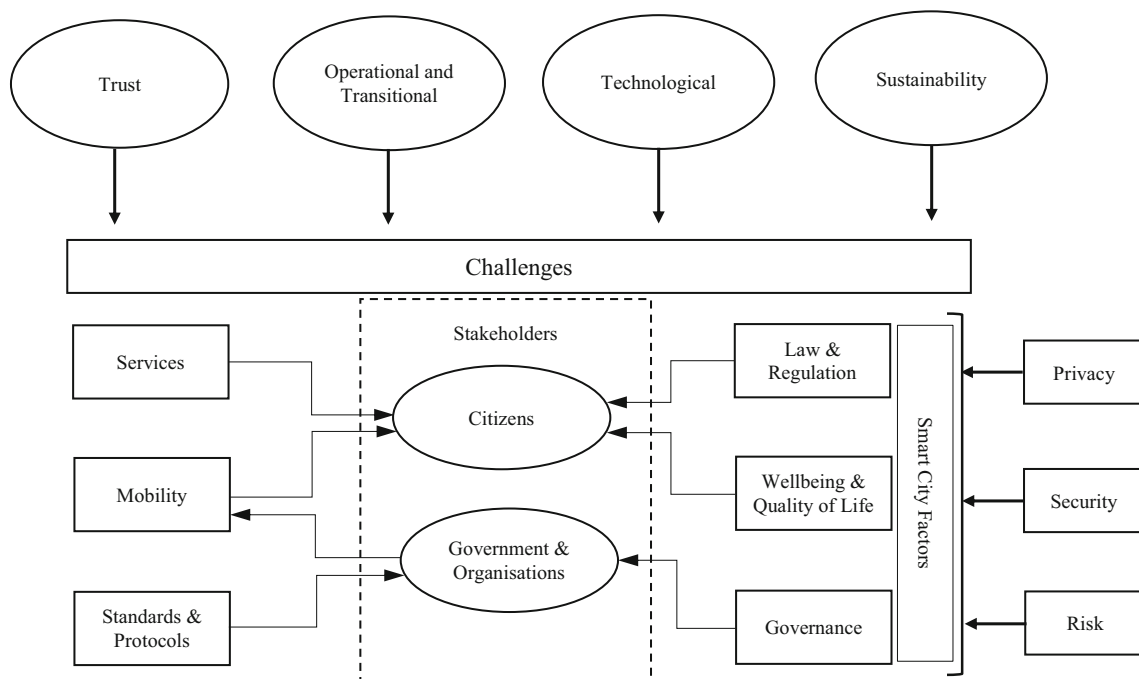 Trust
Operational and
Transitional
Technological
Sustainability
Challenges
Stakeholders
Services
Citizens
Law &
Regulation
Smart City Factors
Privacy
Mobility
Wellbeing &
Quality of Life
Security
Government &
Organisations
Standards &
Protocols
Governance
Risk